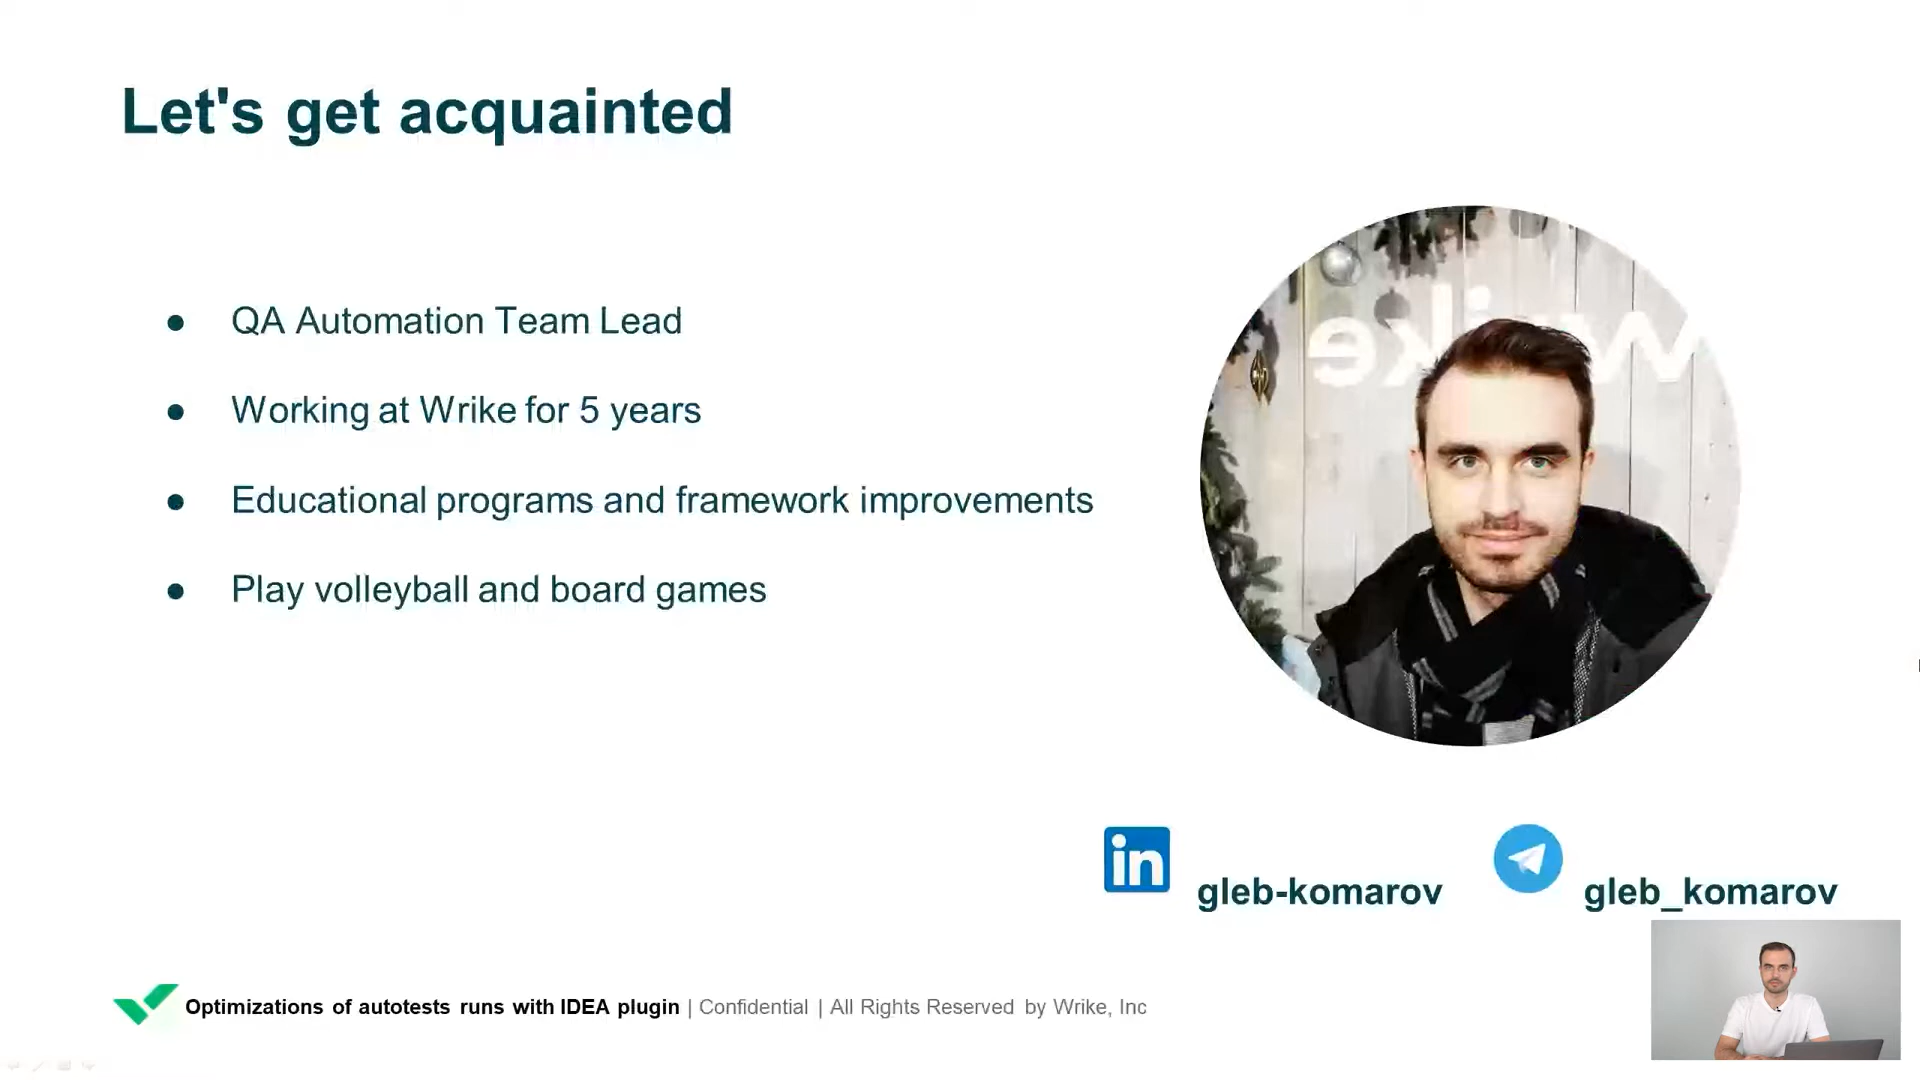 Let's get acquainted
● QA Automation Team Lead
● Working at Wrike for 5 years
● Educational programs and framework improvements
● Play volleyball and board games
wrike
in
gleb-komarov
gleb_komarov
Optimizations of autotests runs with IDEA plugin | Confidential | All Rights Reserved by Wrike, Inc